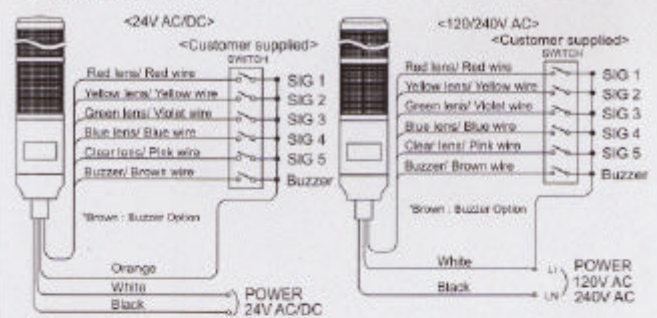 <24V AC/DC>
<Customer supplied>
SWITCH
Red lens/ Red wire
SIG 1
Yellow lens/ Yellow wire
SIG 2
Green lens/ Violet wire
SIG 3
Blue lens/ Blue wire
SIG 4
Clear lens/ Pink wire
SIG 5
Buzzer/ Brown wire
Buzzer
*Brown : Buzzer Option
Orange
White
Black
POWER
24V AC/DC
<120/240V AC>
<Customer supplied>
SWITCH
Red lens/ Red wire
SIG 1
Yellow lens/ Yellow wire
SIG 2
Green lens/ Violet wire
SIG 3
Blue lens/ Blue wire
SIG 4
Clear lens/ Pink wire
SIG 5
Buzzer/ Brown wire
Buzzer
*Brown : Buzzer Option
White
Black
LI
LN
POWER
120V AC
240V AC